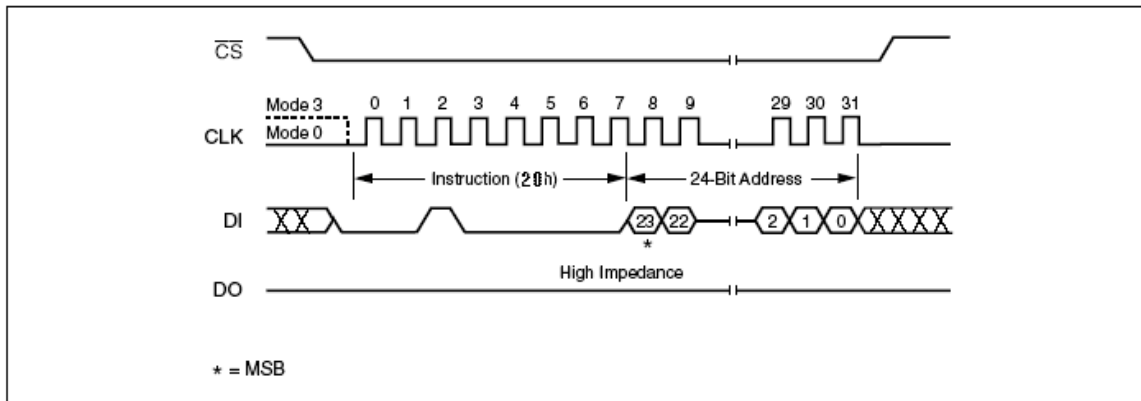 CS
Mode 3
0 1 2 3 4 5 6 7 8 9 29 30 31
CLK
Mode 0
Instruction (20h)
24-Bit Address
DI
23 22 2 1 0
*
High Impedance
DO
* = MSB